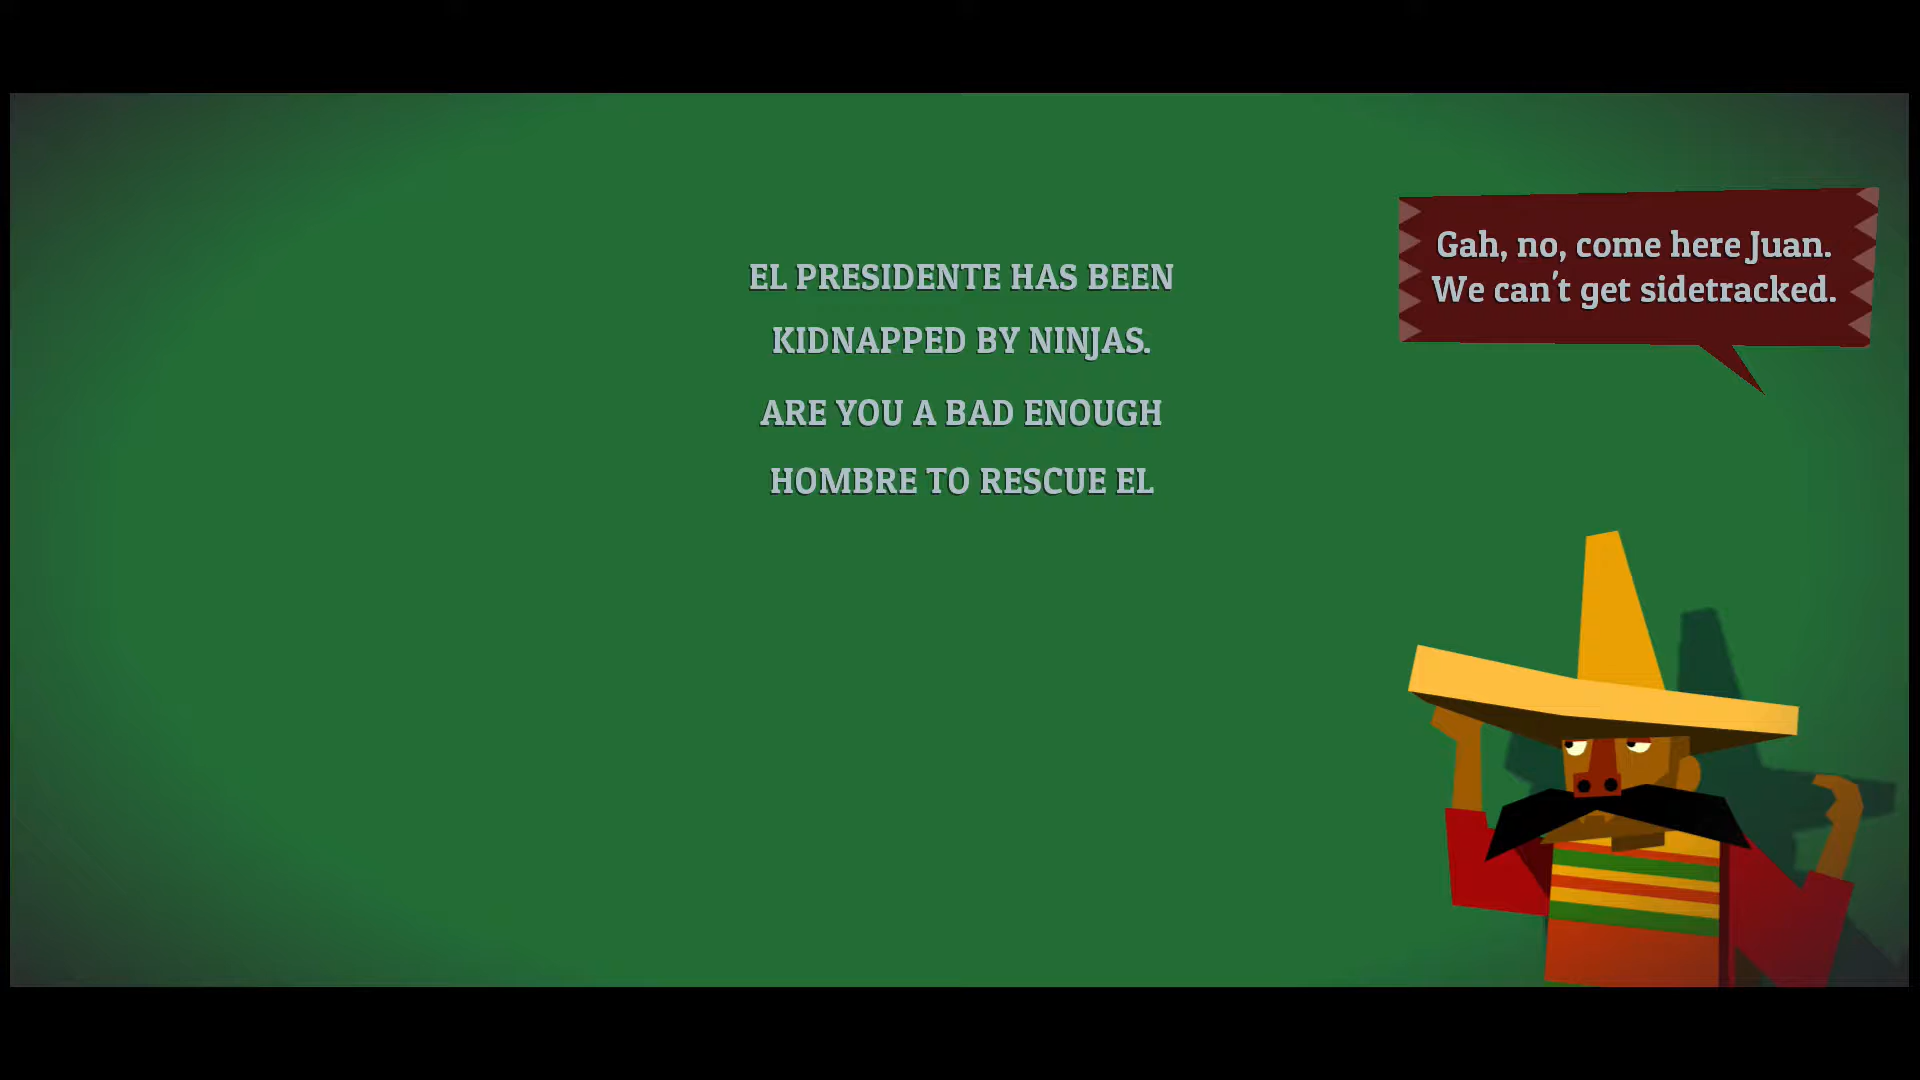 EL PRESIDENTE HAS BEEN
KIDNAPPED BY NINJAS.
ARE YOU A BAD ENOUGH
HOMBRE TO RESCUE EL
Gah, no, come here Juan.
We can't get sidetracked.